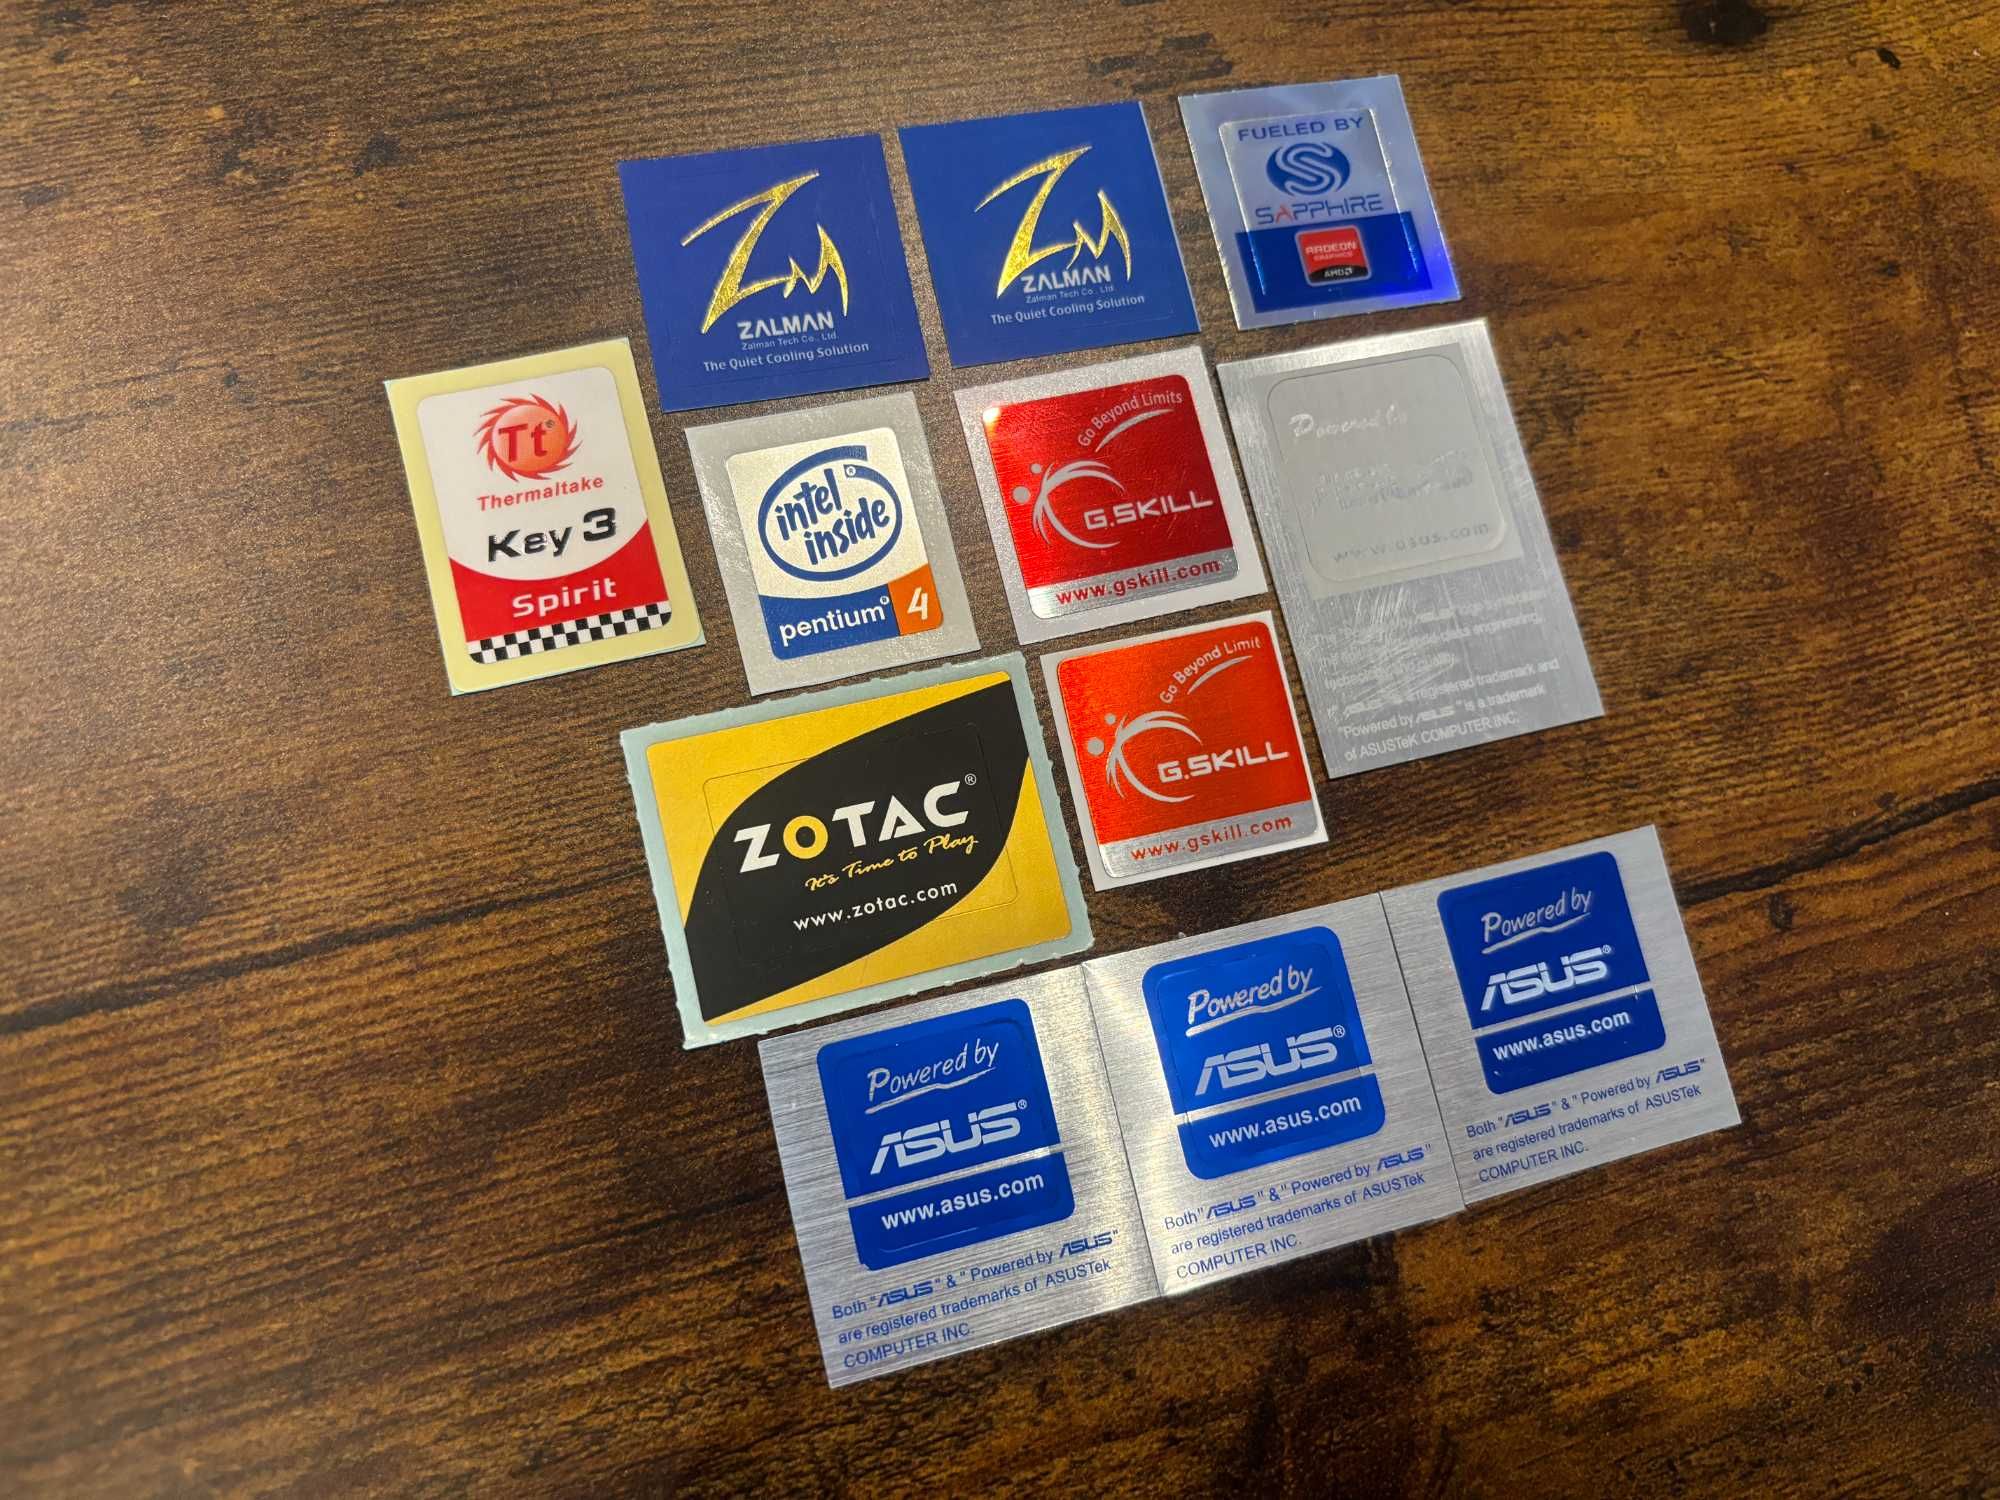 ZM
ZALMAN
Zalman Tech Co., Ltd.
The Quiet Cooling Solution
ZM
ZALMAN
Zalman Tech Co., Ltd.
The Quiet Cooling Solution
FUELED BY
S
SAPPHIRE
RADEON
GRAPHICS
AMD
Tt®
Thermaltake
Key 3
Spirit
intel®
inside
pentium® 4
Go Beyond Limits
G.SKILL
www.gskill.com
Powered by
www.asus.com
registered trademark and
"Powered by ASUS" is a trademark
of ASUSTeK COMPUTER INC.
ZOTAC®
It's Time to Play
www.zotac.com
Go Beyond Limit
G.SKILL
www.gskill.com
Powered by
ASUS®
www.asus.com
Both "ASUS" & "Powered by ASUS"
are registered trademarks of ASUSTek
COMPUTER INC.
Powered by
ASUS®
www.asus.com
Both "ASUS" & "Powered by ASUS"
are registered trademarks of ASUSTek
COMPUTER INC.
Powered by
ASUS®
www.asus.com
Both "ASUS" & "Powered by ASUS"
are registered trademarks of ASUSTek
COMPUTER INC.